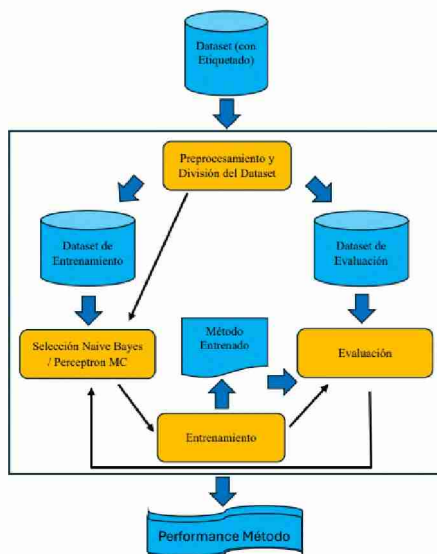 Dataset (con
Etiquetado)
Preprocesamiento y
División del Dataset
Dataset de
Entrenamiento
Dataset de
Evaluación
Selección Naive Bayes
/ Perceptron MC
Método
Entrenado
Evaluación
Entrenamiento
Performance Método